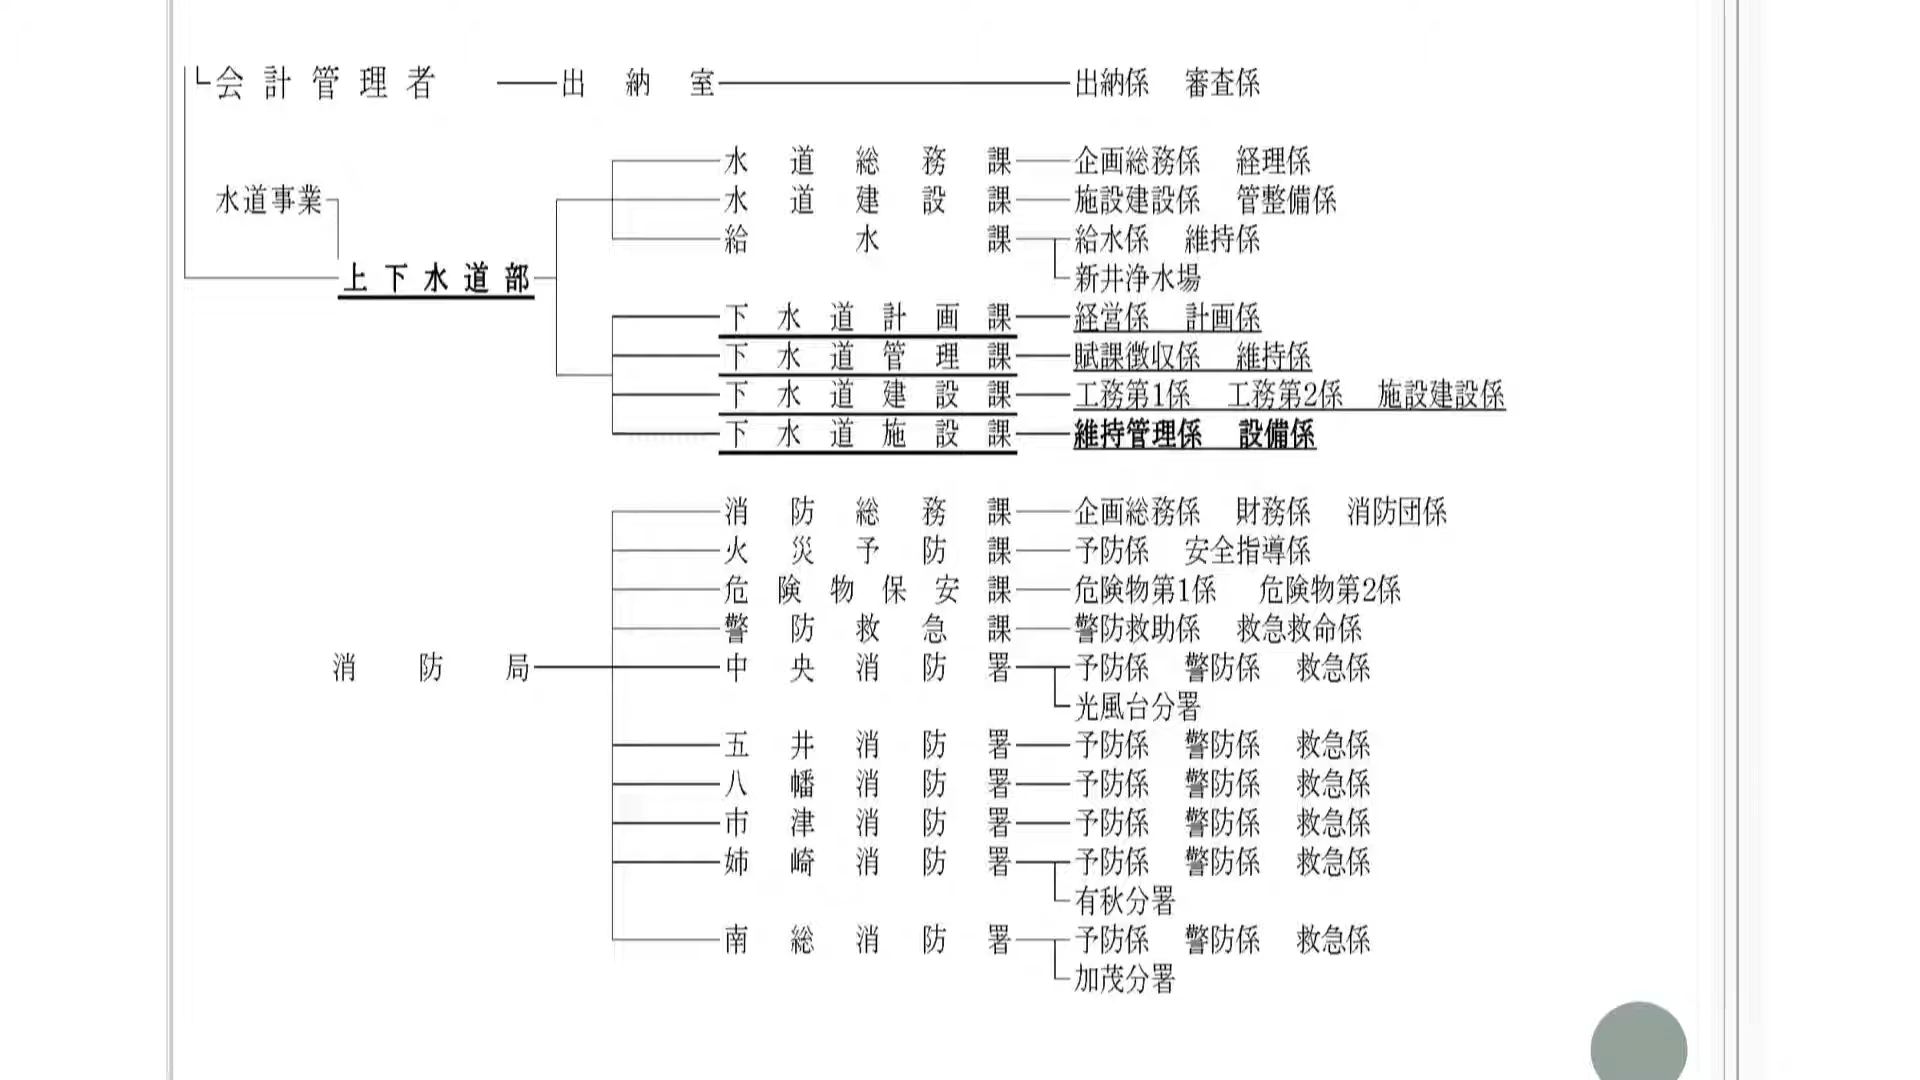 会計管理者 出納室 出納係 審査係
水道総務課 企画総務係 経理係
水道事業 水道建設課 施設建設係 管整備係
給水課 給水係 維持係
上下水道部 新井浄水場
下水道計画課 経営係 計画係
下水道管理課 賦課徴収係 維持係
下水道建設課 工務第1係 工務第2係 施設建設係
下水道施設課 維持管理係 設備係
消防総務課 企画総務係 財務係 消防団係
火災予防課 予防係 安全指導係
危険物保安課 危険物第1係 危険物第2係
警防救急課 警防救助係 救急救命係
消防局 中央消防署 予防係 警防係 救急係
光風台分署
五井消防署 予防係 警防係 救急係
八幡消防署 予防係 警防係 救急係
市津消防署 予防係 警防係 救急係
姉崎消防署 予防係 警防係 救急係
有秋分署
南総消防署 予防係 警防係 救急係
加茂分署